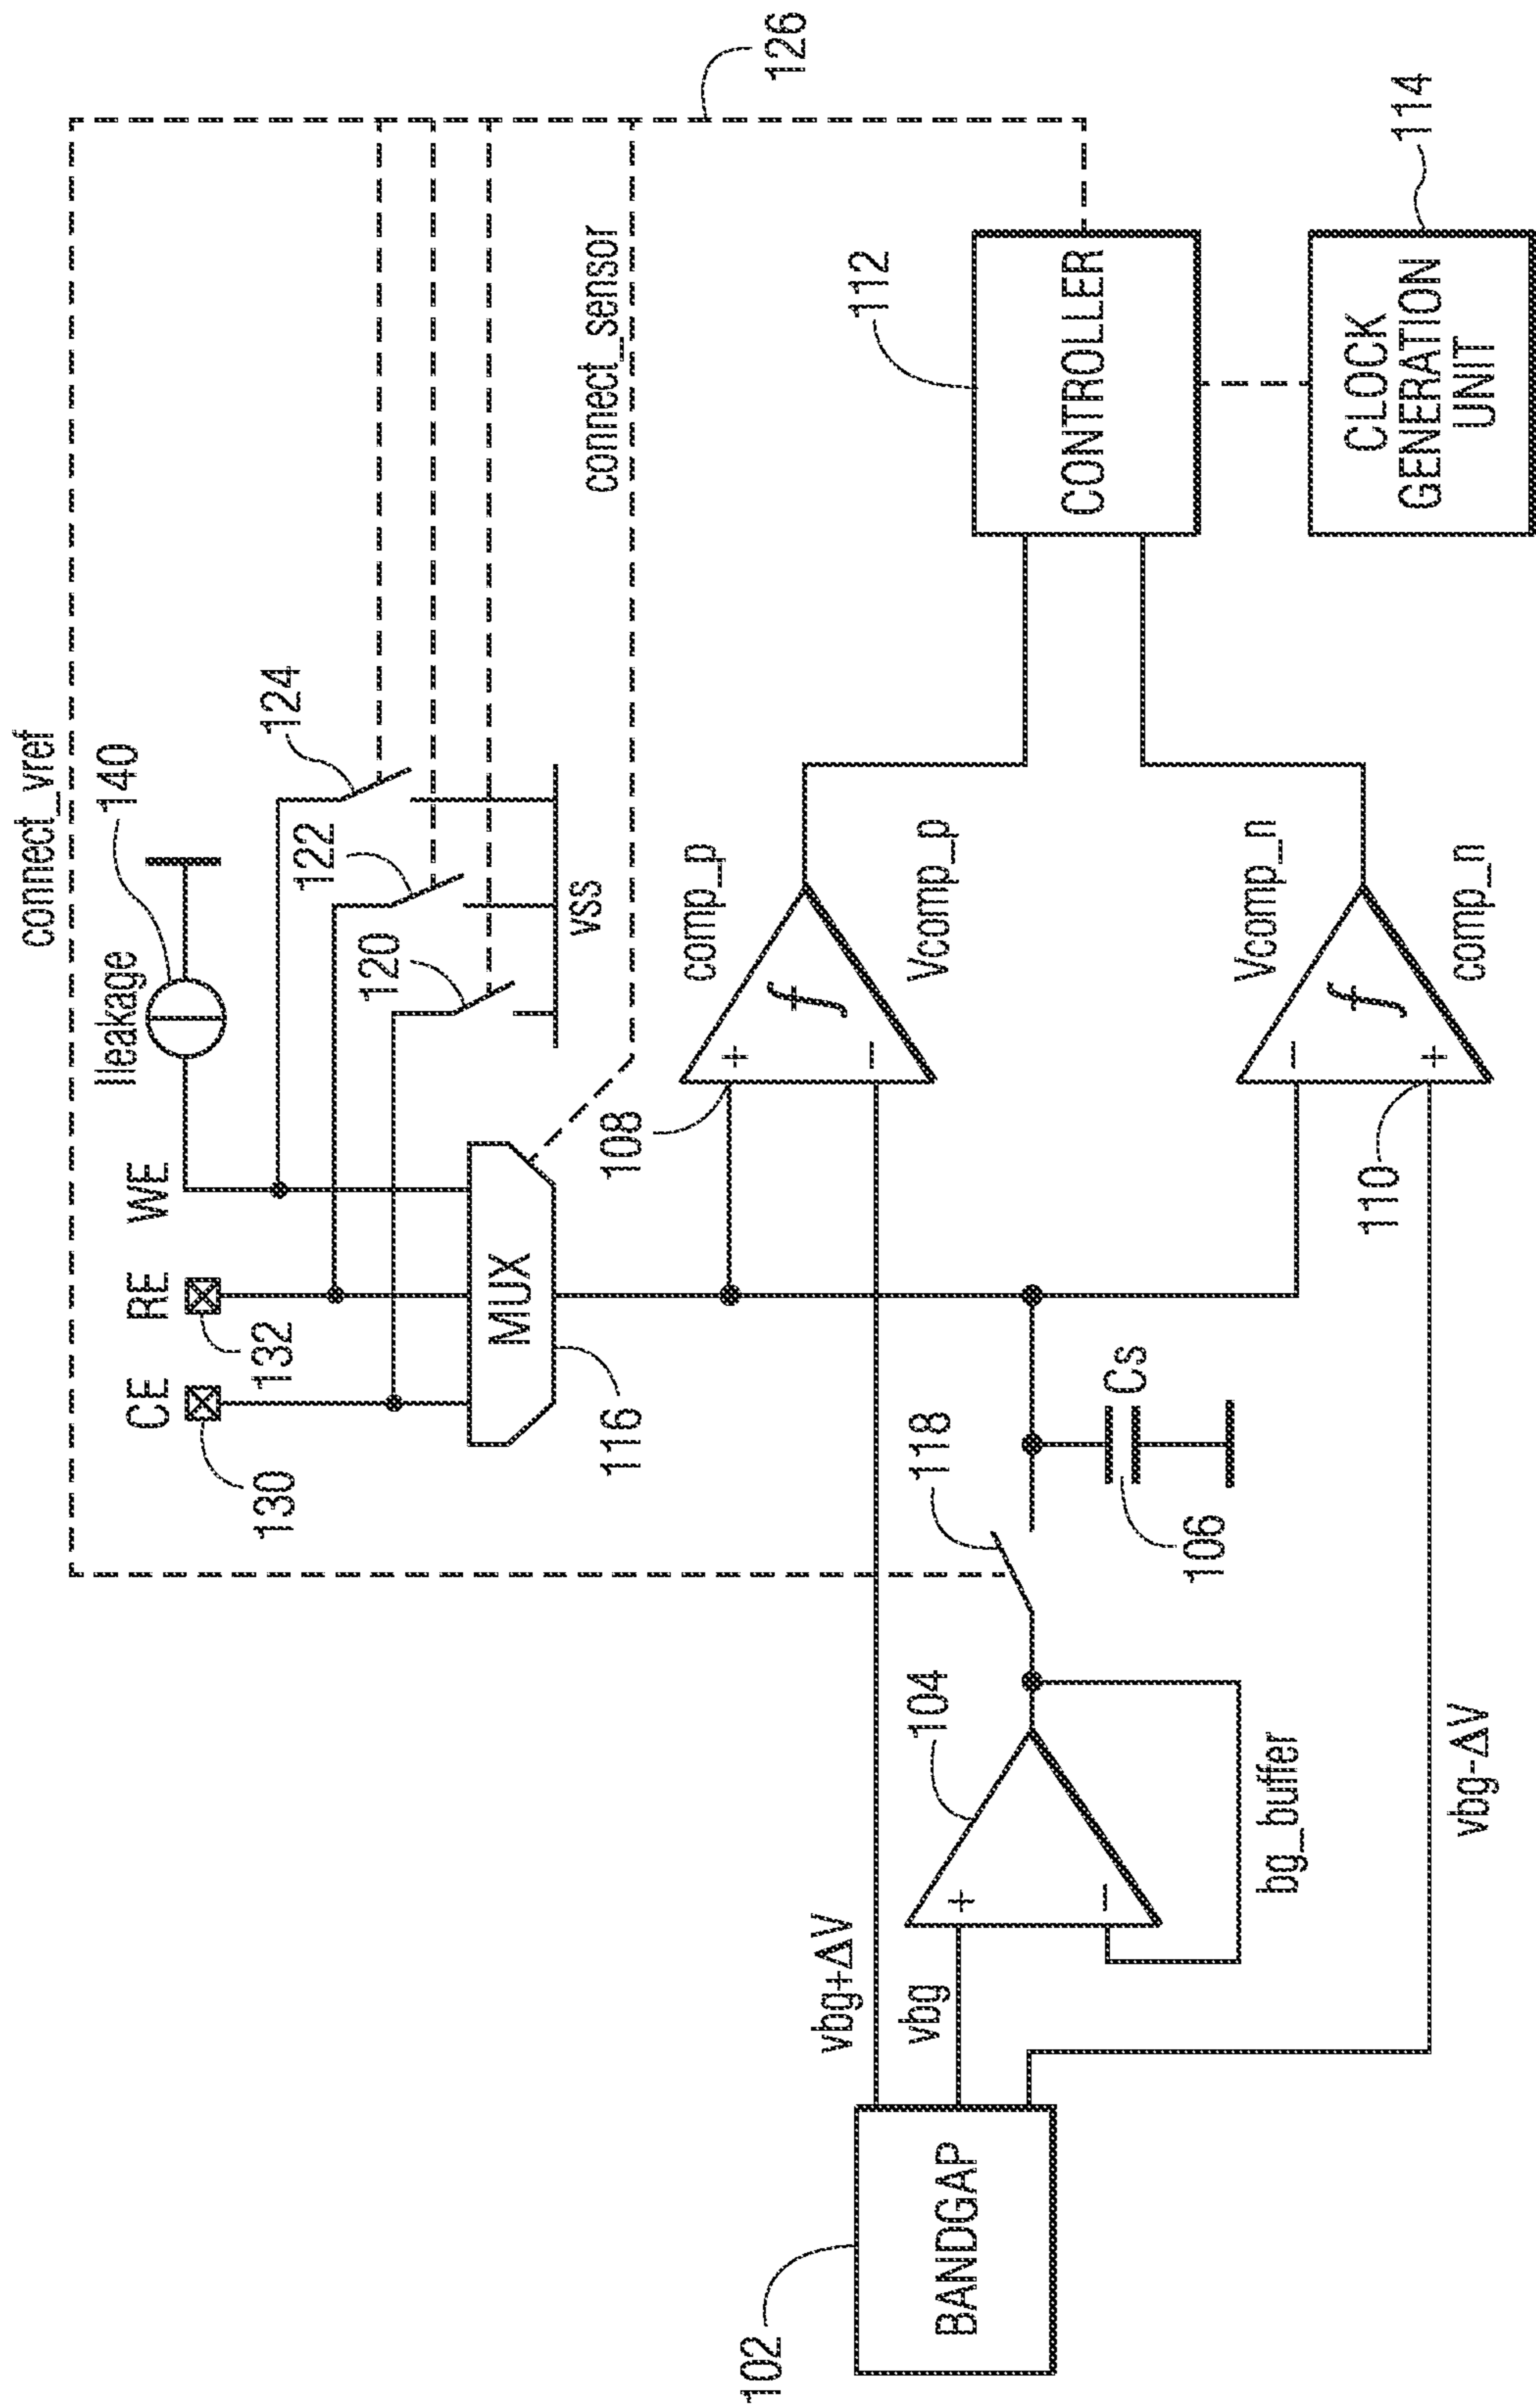 connect_vref
Ileakage
140
124
CE
RE
WE
130
132
122
120
vss
MUX
116
connect_sensor
126
comp_p
108
+
−
f
Vcomp_p
vbg+ΔV
vbg
104
+
−
118
112
CONTROLLER
102
BANDGAP
Cs
106
bg_buffer
Vcomp_n
−
+
f
110
comp_n
vbg-ΔV
114
CLOCK
GENERATION
UNIT